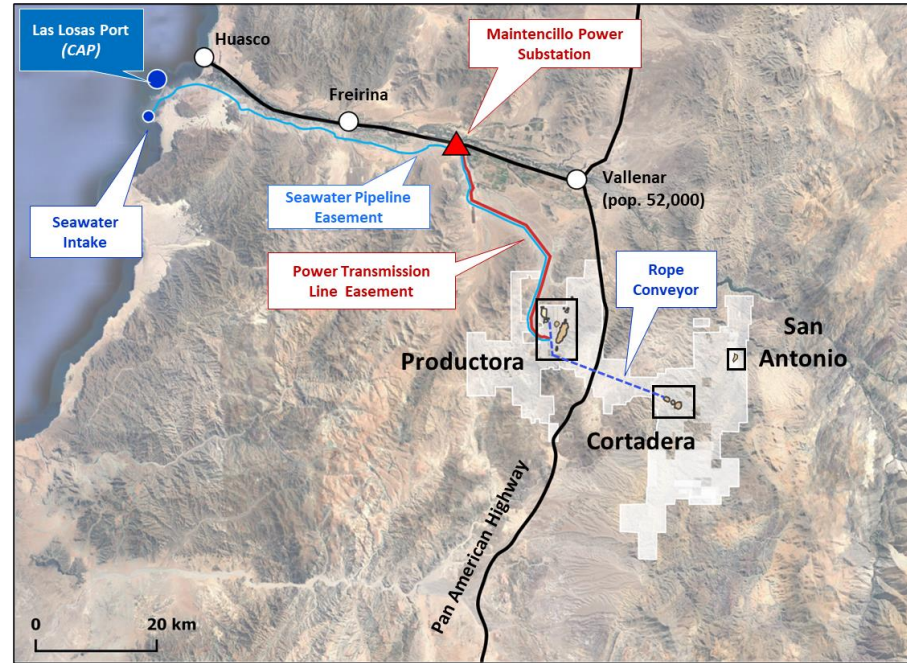 Las Losas Port
(CAP)
Huasco
Maintencillo Power
Substation
Freirina
Seawater Pipeline
Easement
Vallenar
(pop. 52,000)
Seawater
Intake
Power Transmission
Line Easement
Rope
Conveyor
San
Antonio
Productora
Cortadera
Pan American Highway
0
20 km